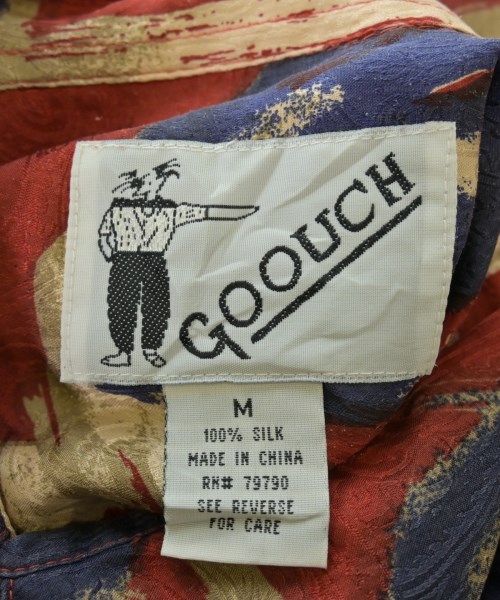 GOOUCH
M
100% SILK
MADE IN CHINA
RN# 79790
SEE REVERSE
FOR CARE